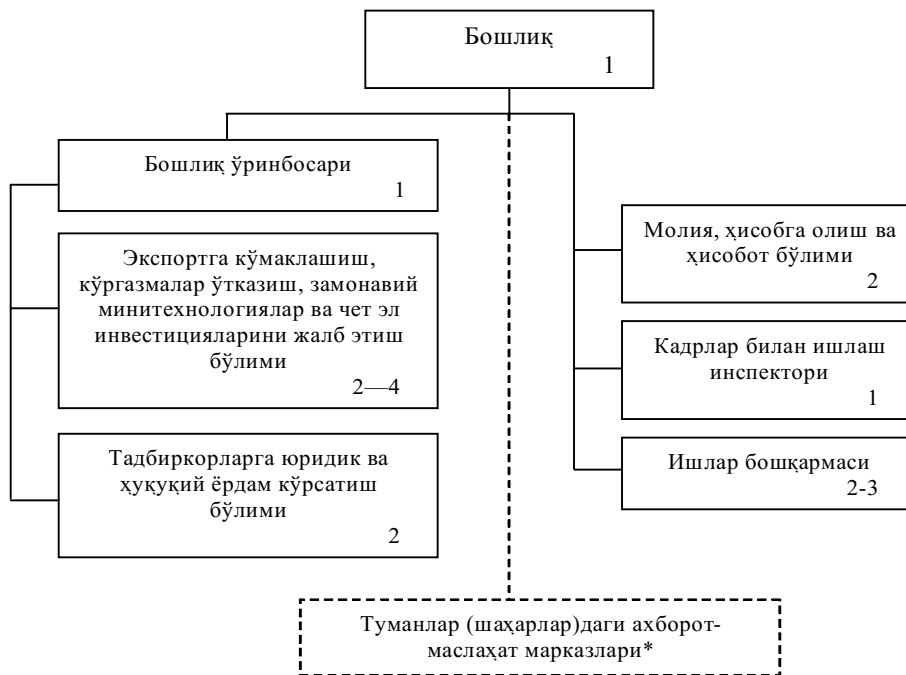 Бошлиқ
1
Бошлиқ ўринбосари
1
Экспортга кўмаклашиш,
кўргазмалар ўтказиш, замонавий
минитехнологиялар ва чет эл
инвестицияларини жалб этиш
бўлими
2—4
Тадбиркорларга юридик ва
ҳуқуқий ёрдам кўрсатиш
бўлими
2
Молия, ҳисобга олиш ва
ҳисобот бўлими
2
Кадрлар билан ишлаш
инспектори
1
Ишлар бошқармаси
2-3
Туманлар (шаҳарлар)даги ахборот-
маслаҳат марказлари*